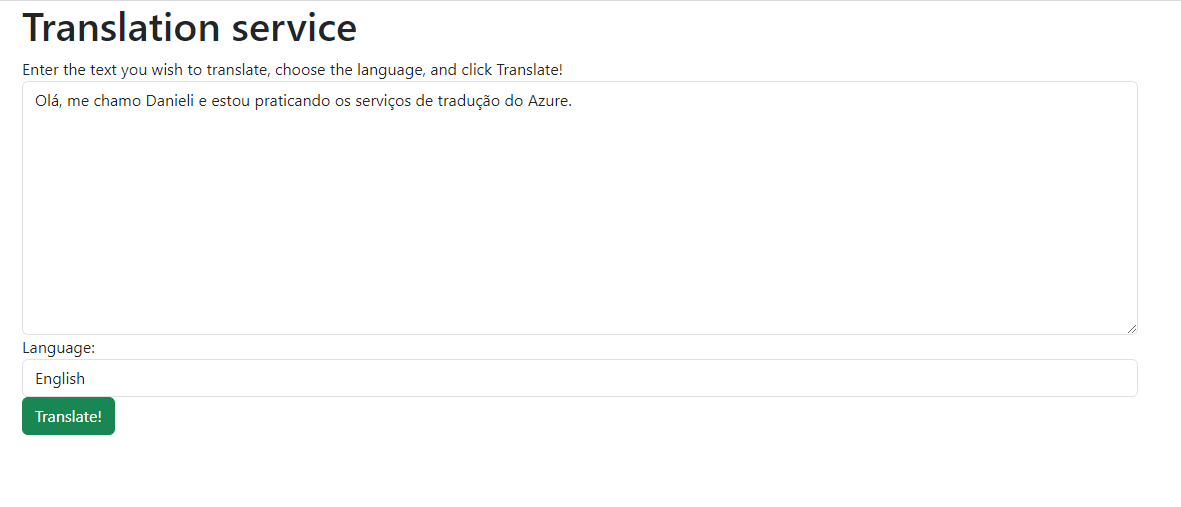 Translation service
Enter the text you wish to translate, choose the language, and click Translate!
Olá, me chamo Danieli e estou praticando os serviços de tradução do Azure.
Language:
English
Translate!